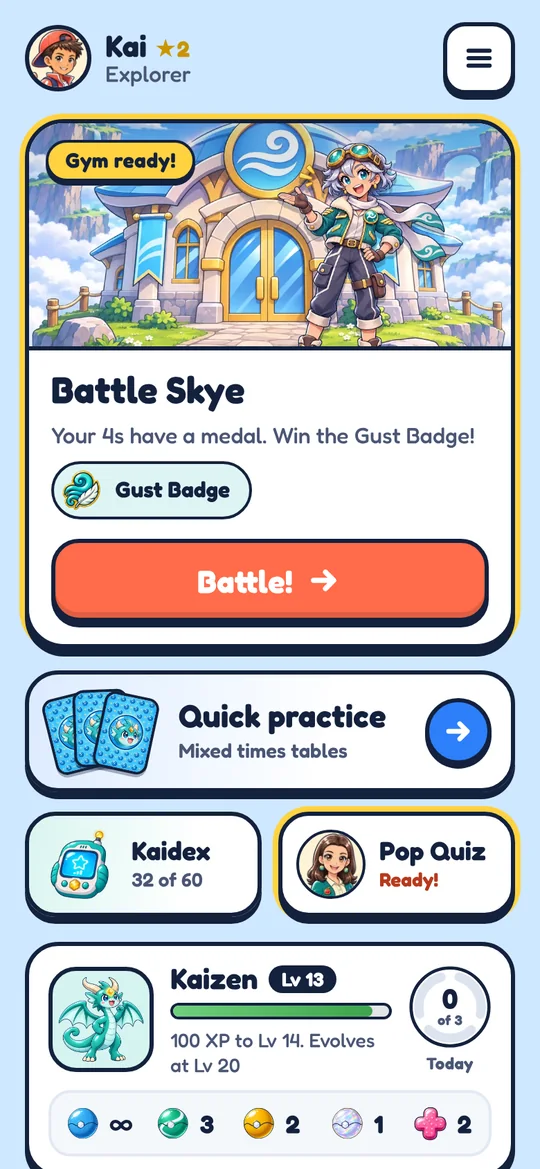 Kai ★2
Explorer
Gym ready!
Battle Skye
Your 4s have a medal. Win the Gust Badge!
Gust Badge
Battle! →
Quick practice
Mixed times tables
Kaidex
32 of 60
Pop Quiz
Ready!
Kaizen Lv 13
100 XP to Lv 14. Evolves
at Lv 20
0
of 3
Today
∞ 3 2 1 2